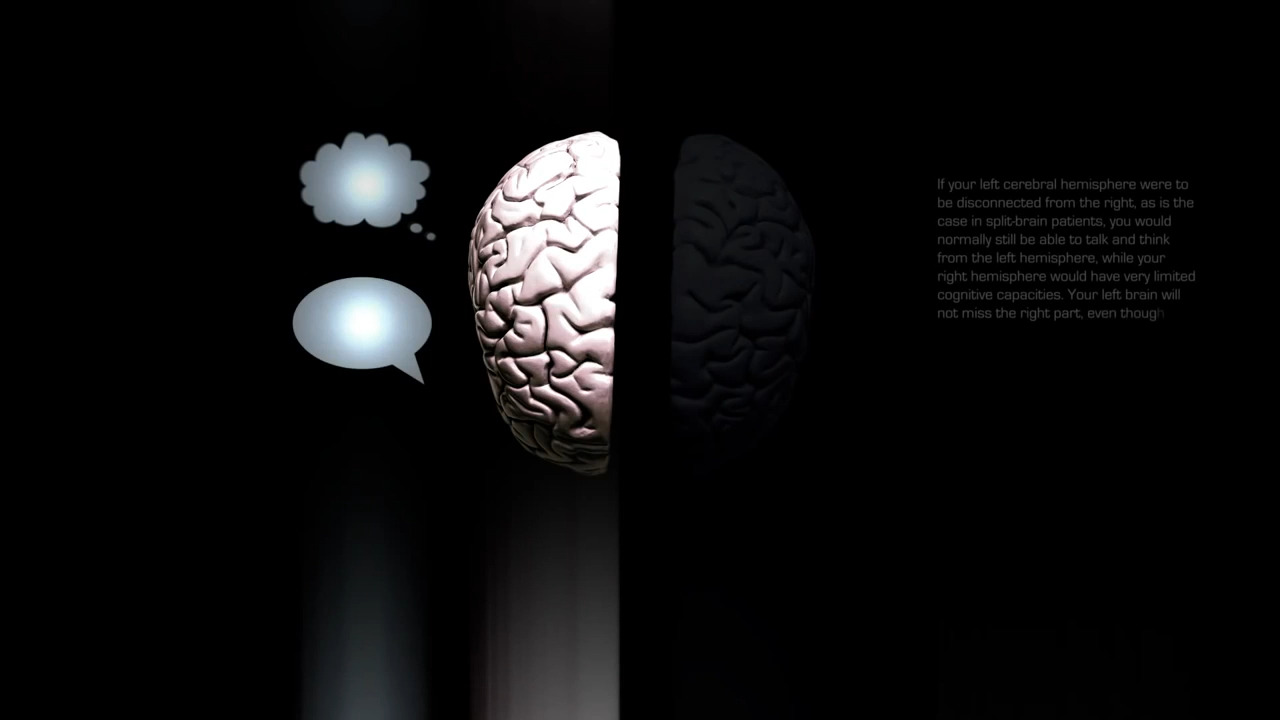 If your left cerebral hemisphere were to
be disconnected from the right, as is the
case in split-brain patients, you would
normally still be able to talk and think
from the left hemisphere, while your
right hemisphere would have very limited
cognitive capacities. Your left brain will
not miss the right part, even though